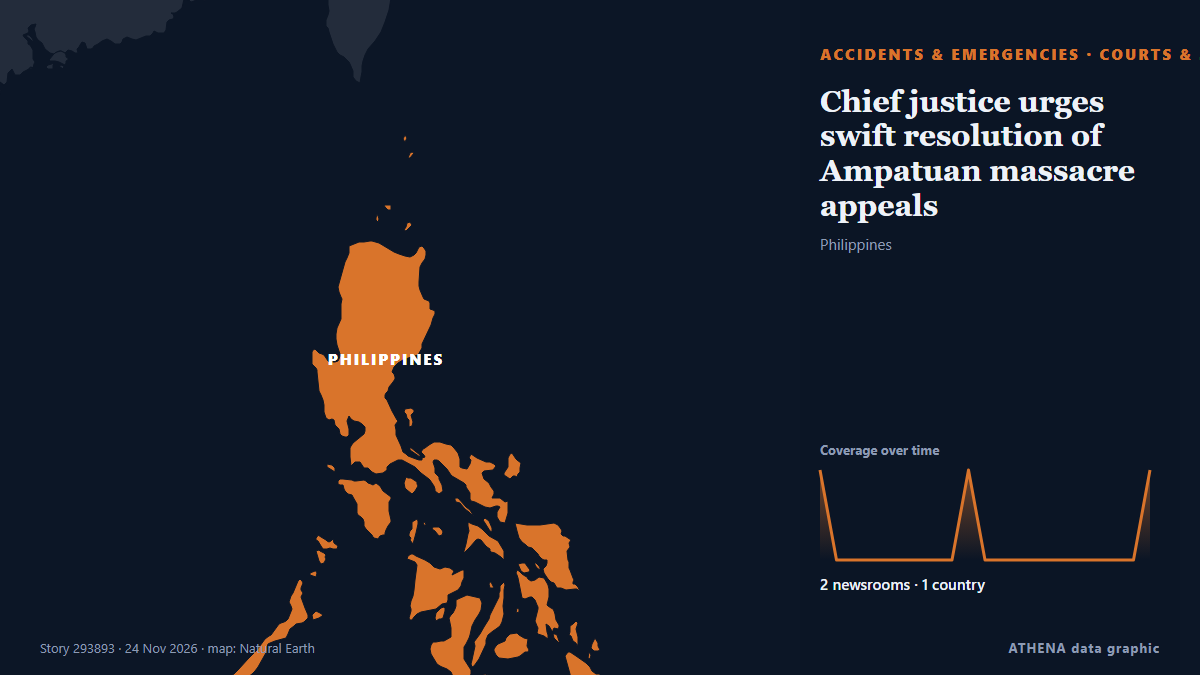 ACCIDENTS & EMERGENCIES · COURTS &
Chief justice urges
swift resolution of
Ampatuan massacre
appeals
Philippines
PHILIPPINES
Coverage over time
2 newsrooms · 1 country
Story 293893 · 24 Nov 2026 · map: Natural Earth
ATHENA data graphic